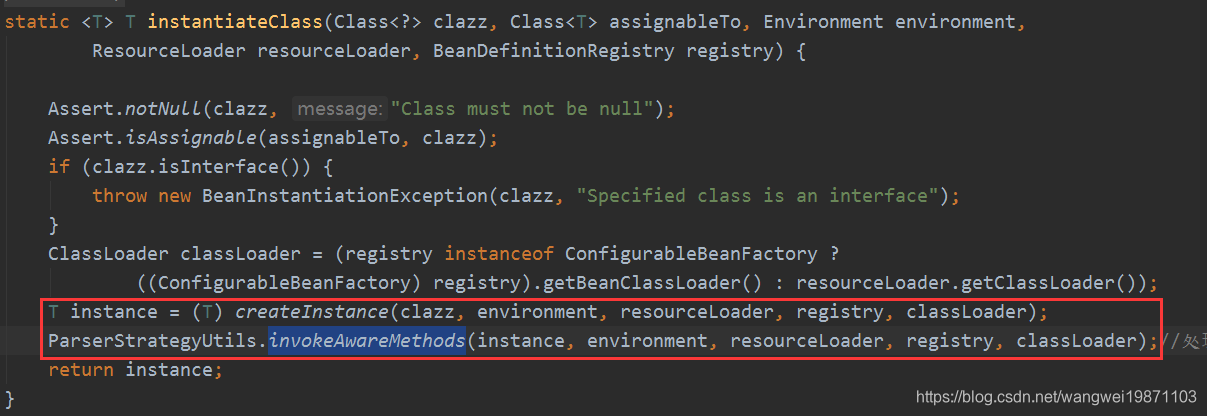 static <T> T instantiateClass(Class<?> clazz, Class<T> assignableTo, Environment environment,
ResourceLoader resourceLoader, BeanDefinitionRegistry registry) {
Assert.notNull(clazz, message: "Class must not be null");
Assert.isAssignable(assignableTo, clazz);
if (clazz.isInterface()) {
throw new BeanInstantiationException(clazz, "Specified class is an interface");
}
ClassLoader classLoader = (registry instanceof ConfigurableBeanFactory ?
((ConfigurableBeanFactory) registry).getBeanClassLoader() : resourceLoader.getClassLoader());
T instance = (T) createInstance(clazz, environment, resourceLoader, registry, classLoader);
ParserStrategyUtils.invokeAwareMethods(instance, environment, resourceLoader, registry, classLoader);//处
return instance;
}
https://blog.csdn.net/wangwei19871103